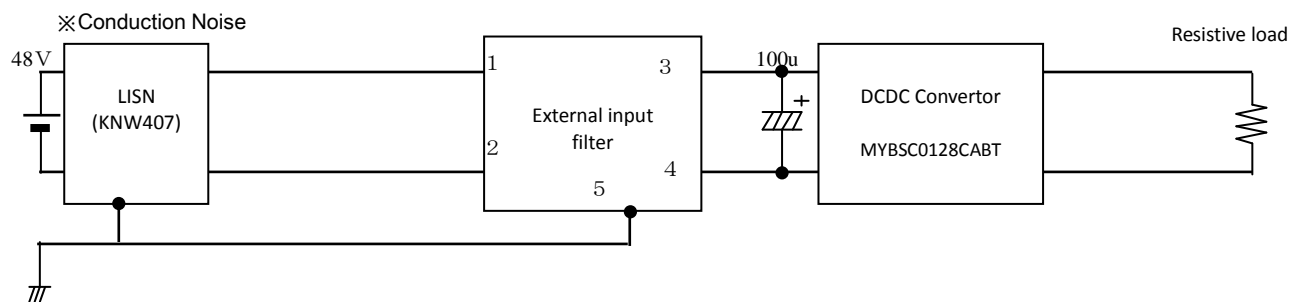 ※Conduction Noise
48V
LISN
(KNW407)
1
2
External input
filter
3
4
5
100u
+
DCDC Convertor
MYBSC0128CABT
Resistive load